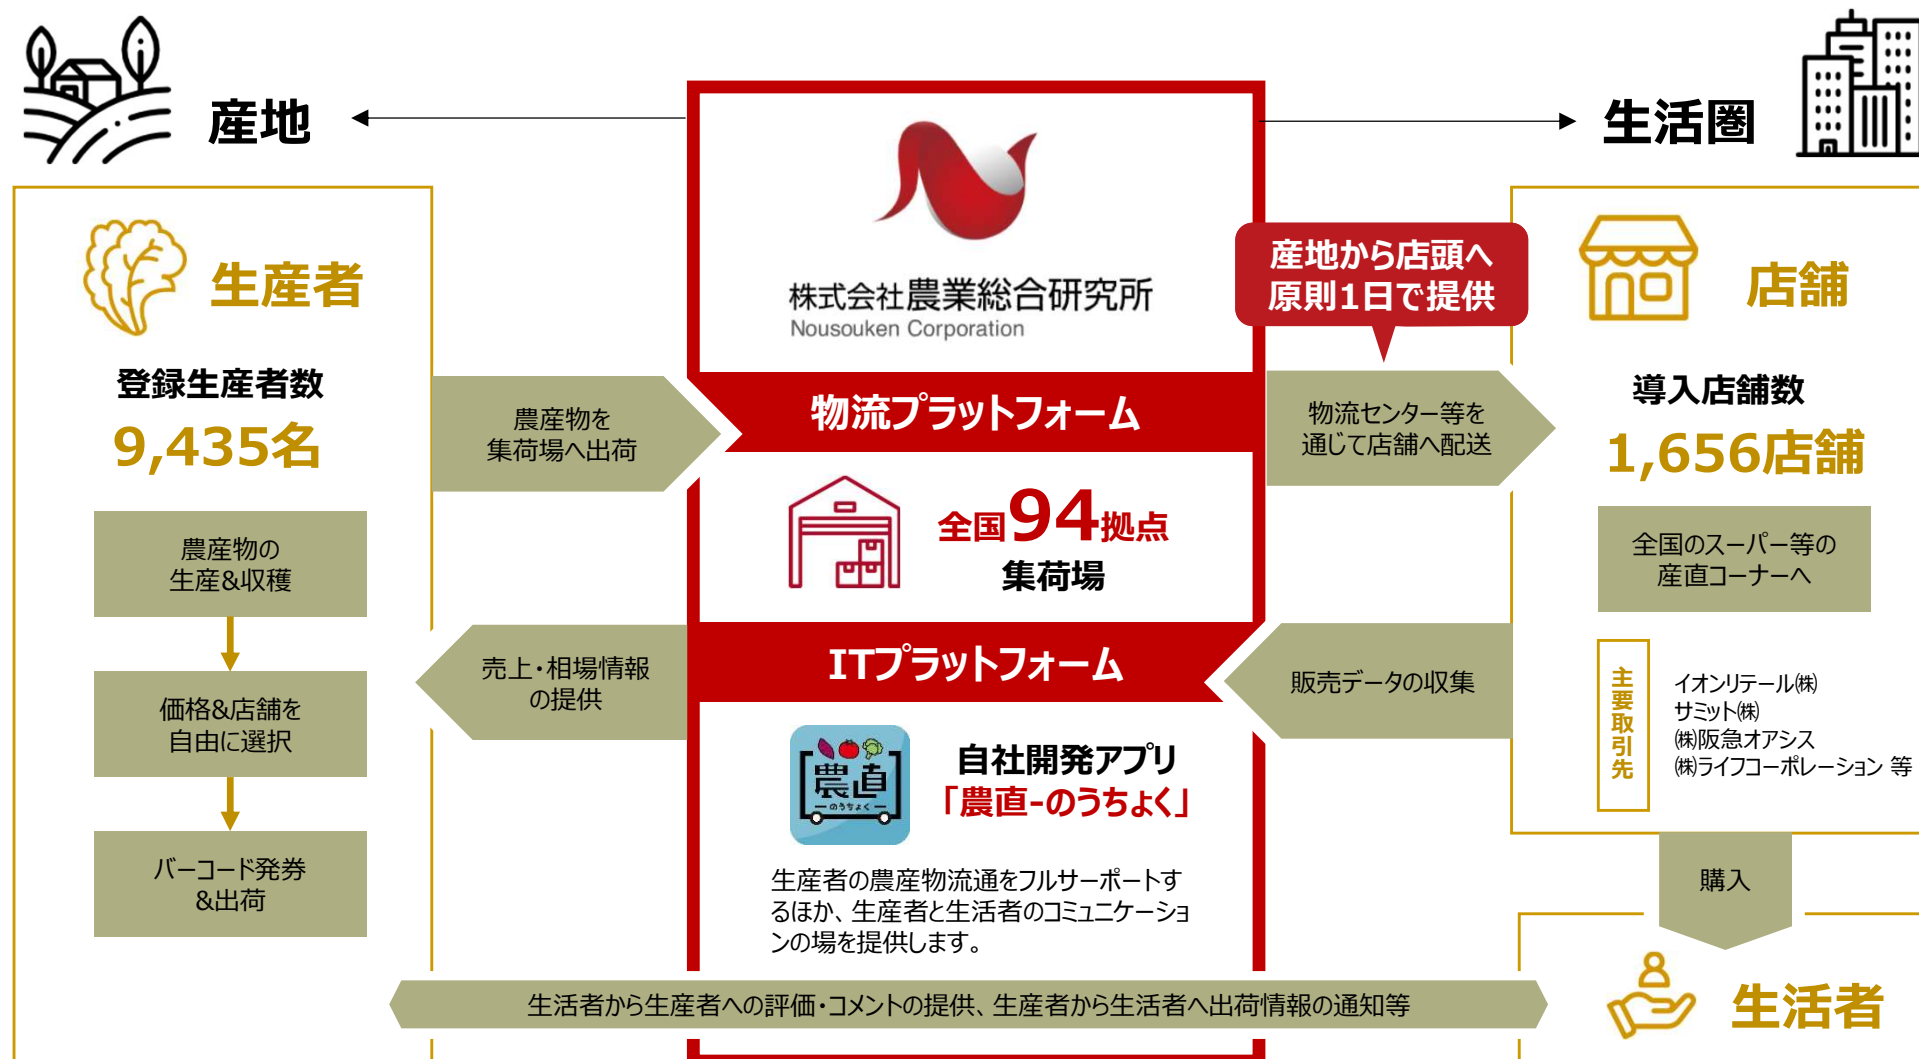 産地
生活圏
株式会社農業総合研究所
Nousouken Corporation
産地から店頭へ
原則1日で提供
生産者
登録生産者数
9,435名
農産物の
生産&収穫
価格&店舗を
自由に選択
バーコード発券
&出荷
農産物を
集荷場へ出荷
物流プラットフォーム
全国94拠点
集荷場
物流センター等を
通じて店舗へ配送
売上・相場情報
の提供
ITプラットフォーム
販売データの収集
農直
のうちょく
自社開発アプリ
「農直-のうちょく」
生産者の農産物流通をフルサーポートす
るほか、生産者と生活者のコミュニケーショ
ンの場を提供します。
店舗
導入店舗数
1,656店舗
全国のスーパー等の
産直コーナーへ
主要取引先
イオンリテール㈱
サミット㈱
㈱阪急オアシス
㈱ライフコーポレーション 等
購入
生活者
生活者から生産者への評価・コメントの提供、生産者から生活者へ出荷情報の通知等